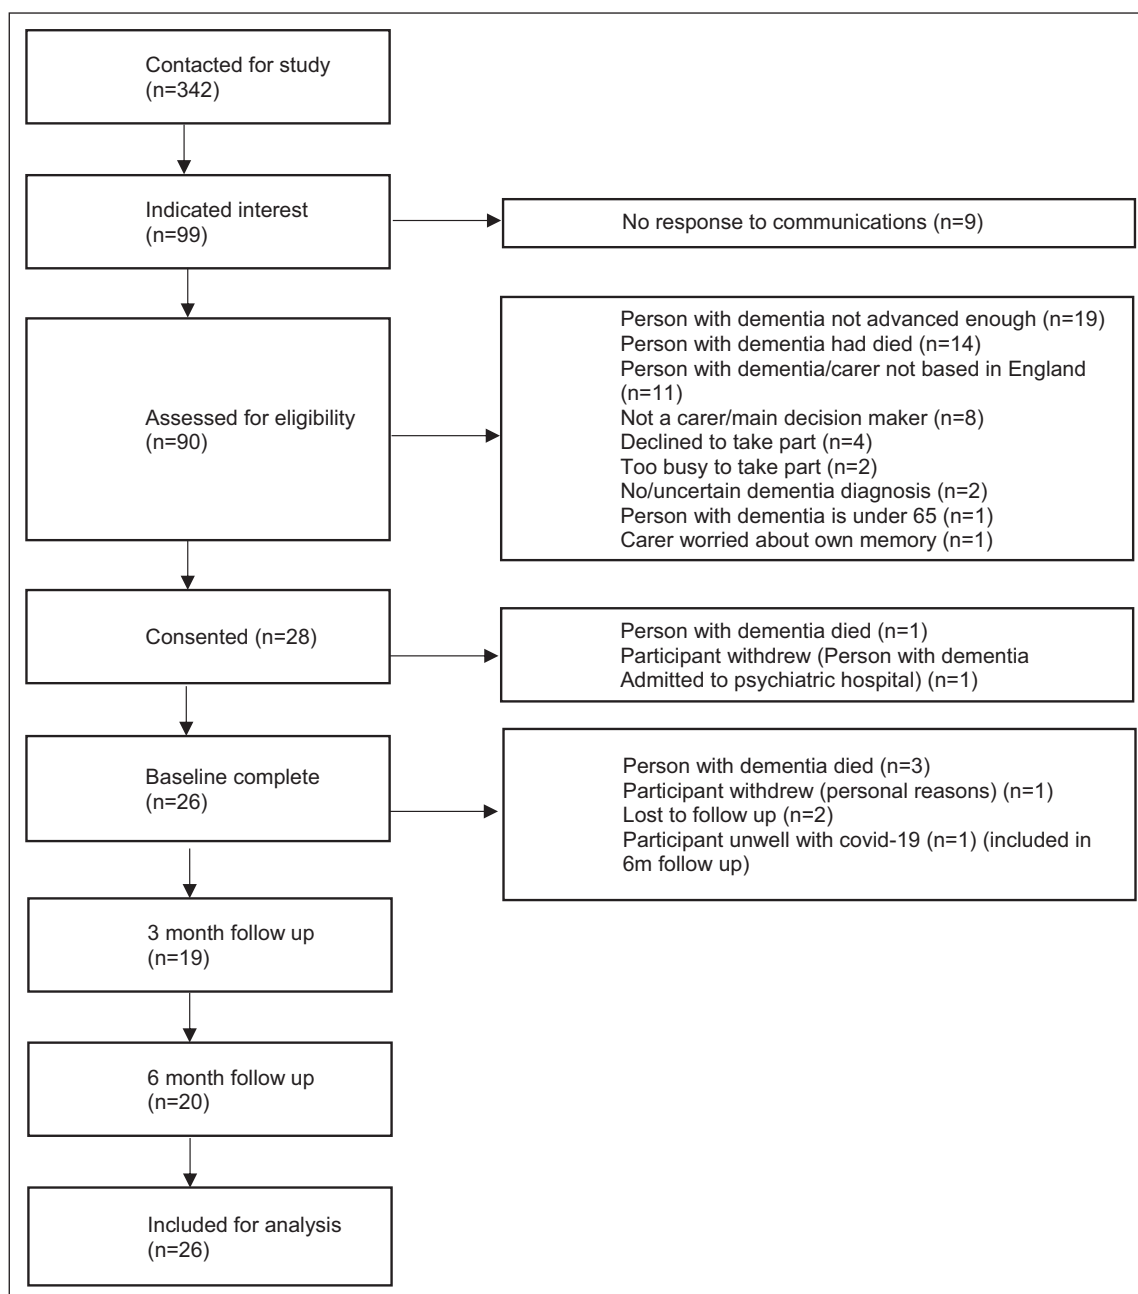 Contacted for study
(n=342)
Indicated interest
(n=99)
No response to communications (n=9)
Assessed for eligibility
(n=90)
Person with dementia not advanced enough (n=19)
Person with dementia had died (n=14)
Person with dementia/carer not based in England
(n=11)
Not a carer/main decision maker (n=8)
Declined to take part (n=4)
Too busy to take part (n=2)
No/uncertain dementia diagnosis (n=2)
Person with dementia is under 65 (n=1)
Carer worried about own memory (n=1)
Consented (n=28)
Person with dementia died (n=1)
Participant withdrew (Person with dementia
Admitted to psychiatric hospital) (n=1)
Baseline complete
(n=26)
Person with dementia died (n=3)
Participant withdrew (personal reasons) (n=1)
Lost to follow up (n=2)
Participant unwell with covid-19 (n=1) (included in
6m follow up)
3 month follow up
(n=19)
6 month follow up
(n=20)
Included for analysis
(n=26)